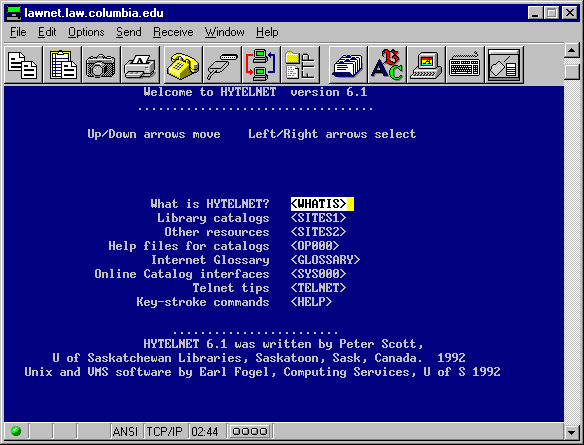 lawnet.law.columbia.edu
File Edit Options Send Receive Window Help
A B C
Welcome to HYTELNET version 6.1
..................................
Up/Down arrows move Left/Right arrows select
What is HYTELNET? <WHATIS>
Library catalogs <SITES1>
Other resources <SITES2>
Help files for catalogs <OP000>
Internet Glossary <GLOSSARY>
Online Catalog interfaces <SYS000>
Telnet tips <TELNET>
Key-stroke commands <HELP>
........................
HYTELNET 6.1 was written by Peter Scott,
U of Saskatchewan Libraries, Saskatoon, Sask, Canada. 1992
Unix and VMS software by Earl Fogel, Computing Services, U of S 1992
ANSI TCP/IP 02:44